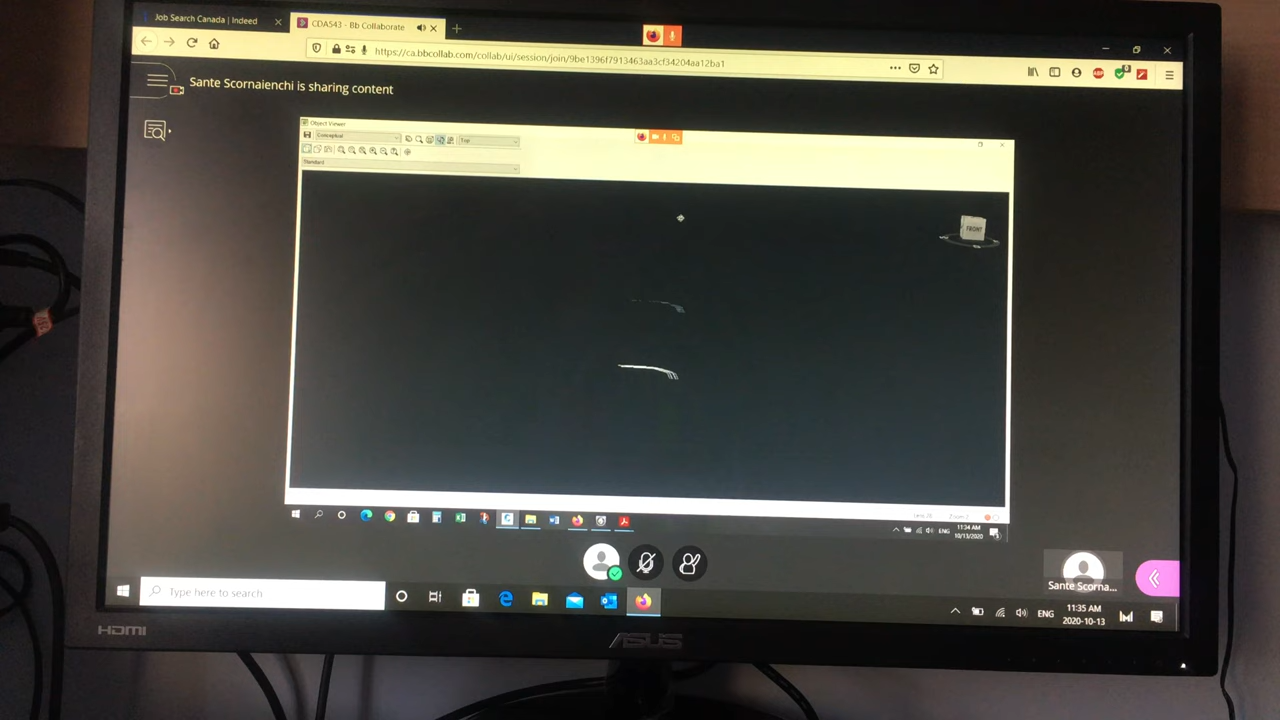 Job Search Canada | Indeed
CDA543 - Bb Collaborate
https://ca.bbcollab.com/collab/ui/session/join/9be1396f7913463aa3cf34204aa12ba1
ABP
0
Sante Scornaienchi is sharing content
Object Viewer
Conceptual
Top
Standard
FRONT
ENG
11:34 AM
10/13/2020
Sante Scorna...
Type here to search
ENG
11:35 AM
2020-10-13
HDMI
ASUS